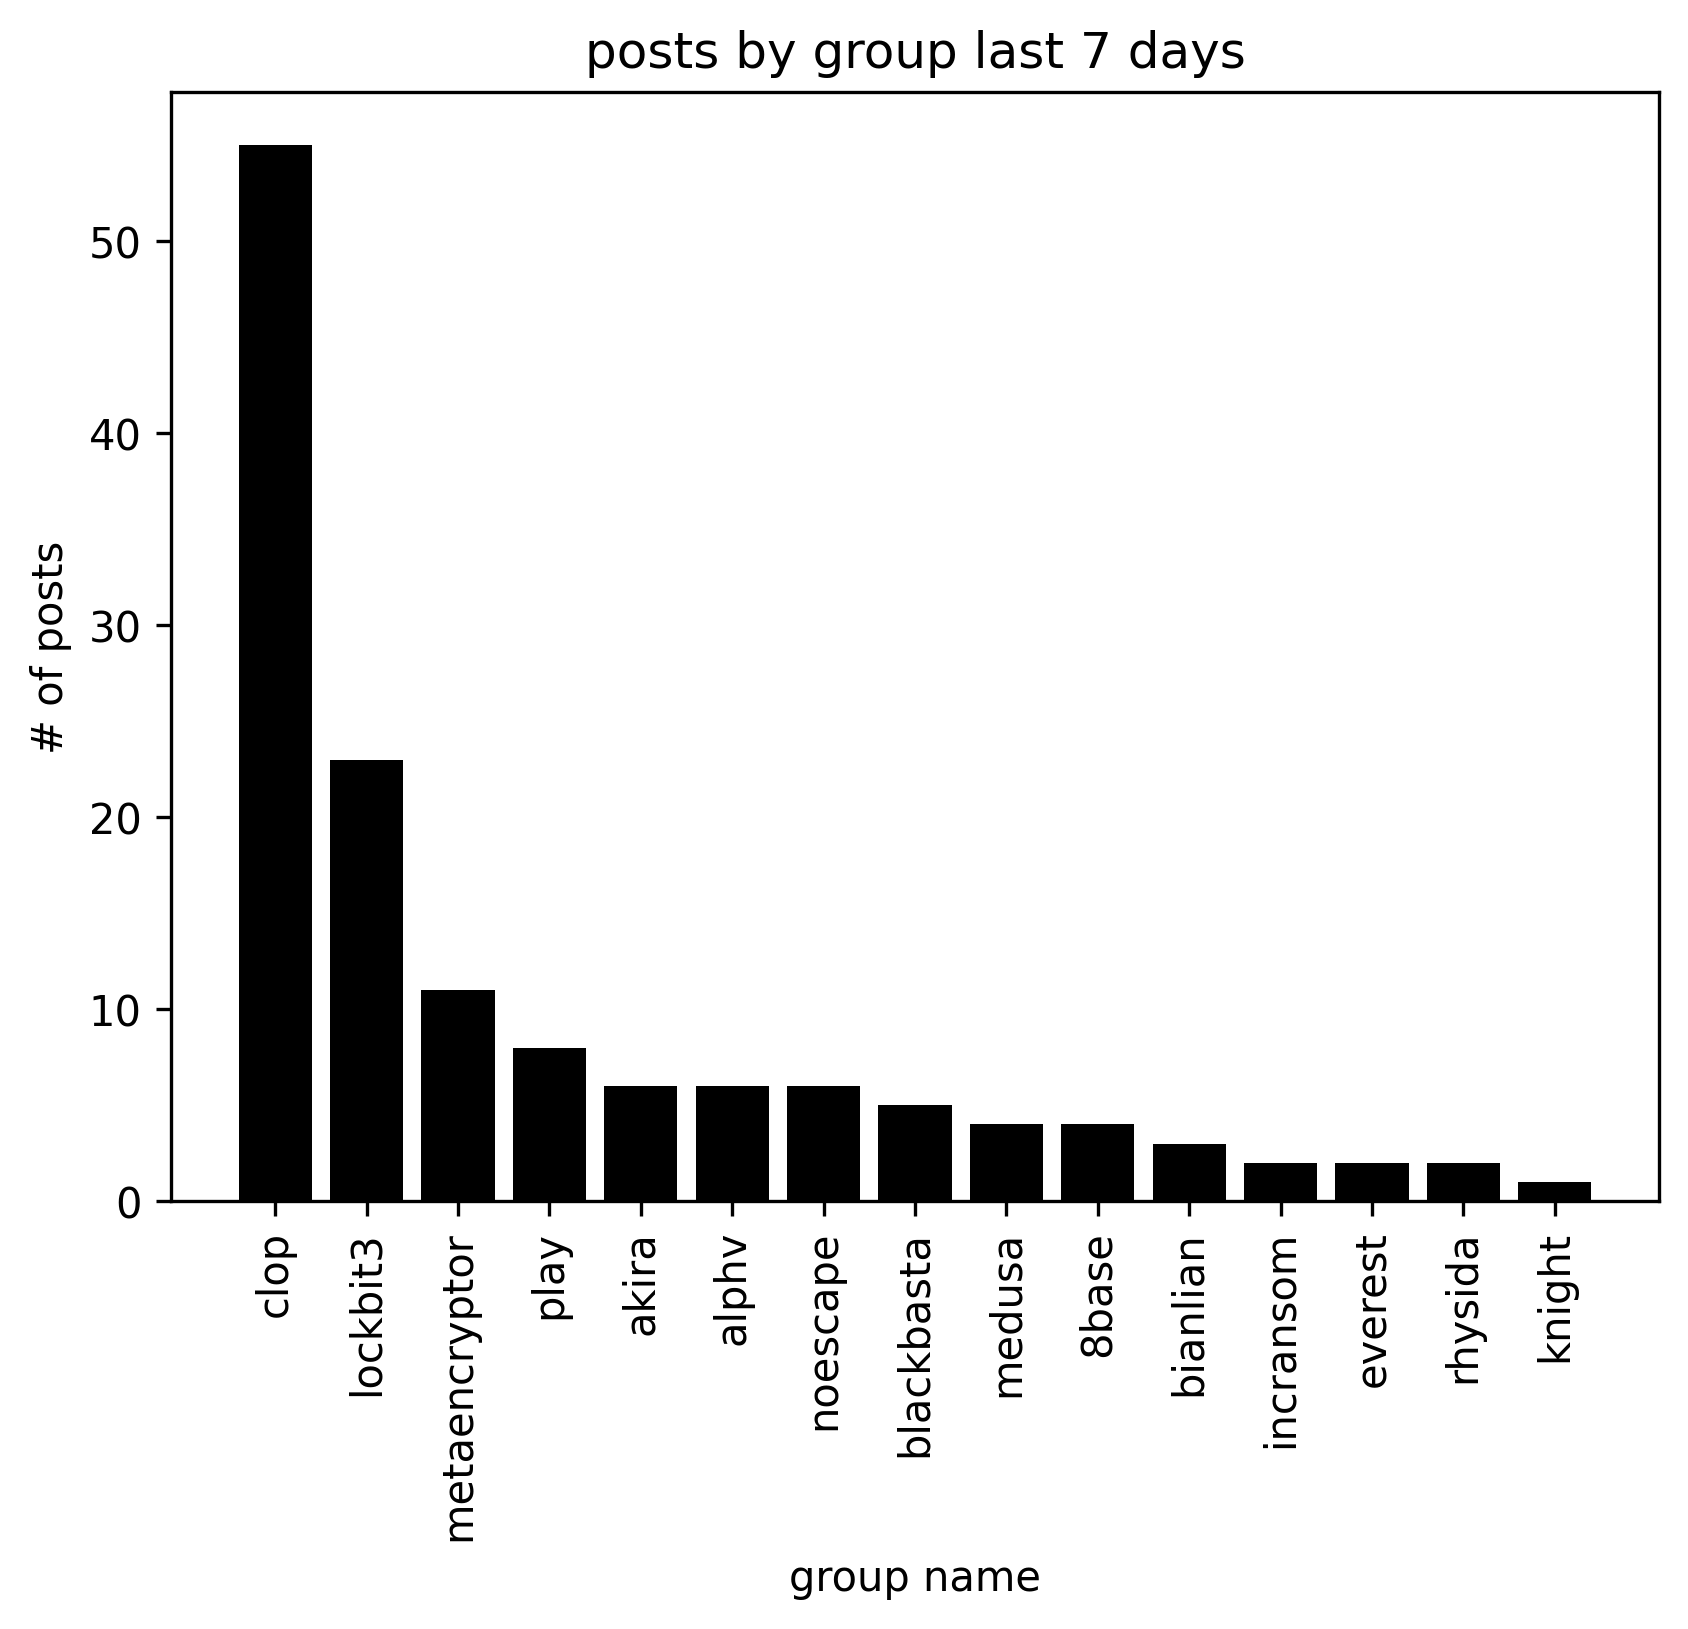 posts by group last 7 days
# of posts
50
40
30
20
10
0
clop
lockbit3
metaencryptor
play
akira
alphv
noescape
blackbasta
medusa
8base
bianlian
incransom
everest
rhysida
knight
group name